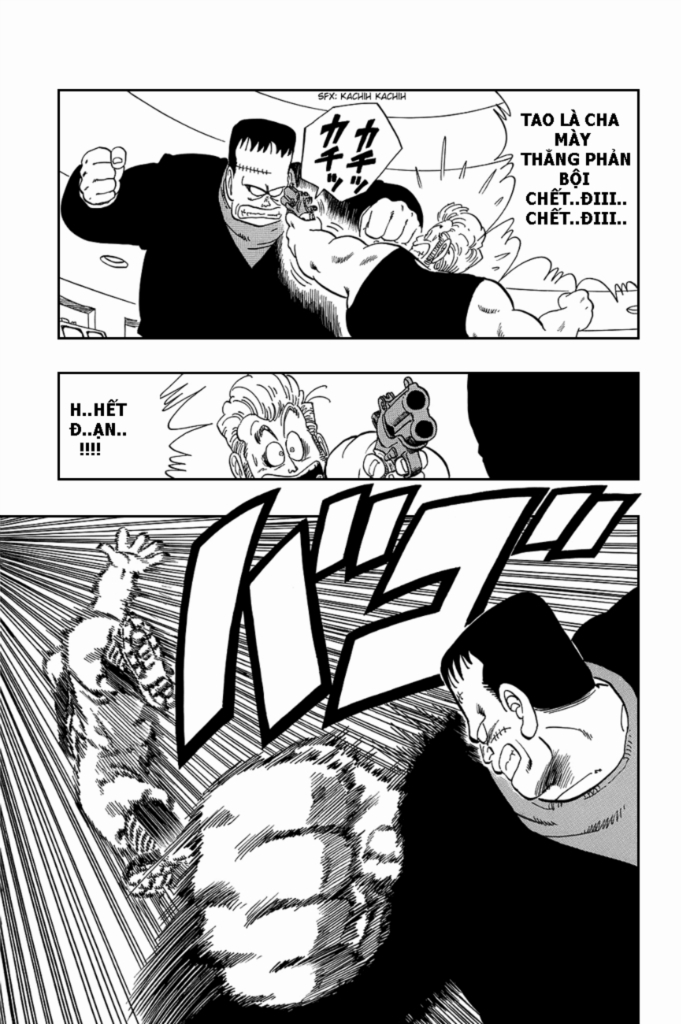 SFX: KACHIH KACHIH
TAO LÀ CHA
MÀY
THẰNG PHẢN
BỘI
CHẾT..ĐIII..
CHẾT..ĐIII..
カチッ
カチッ
H..HẾT
Đ..ẠN..
!!!!
バゴッ